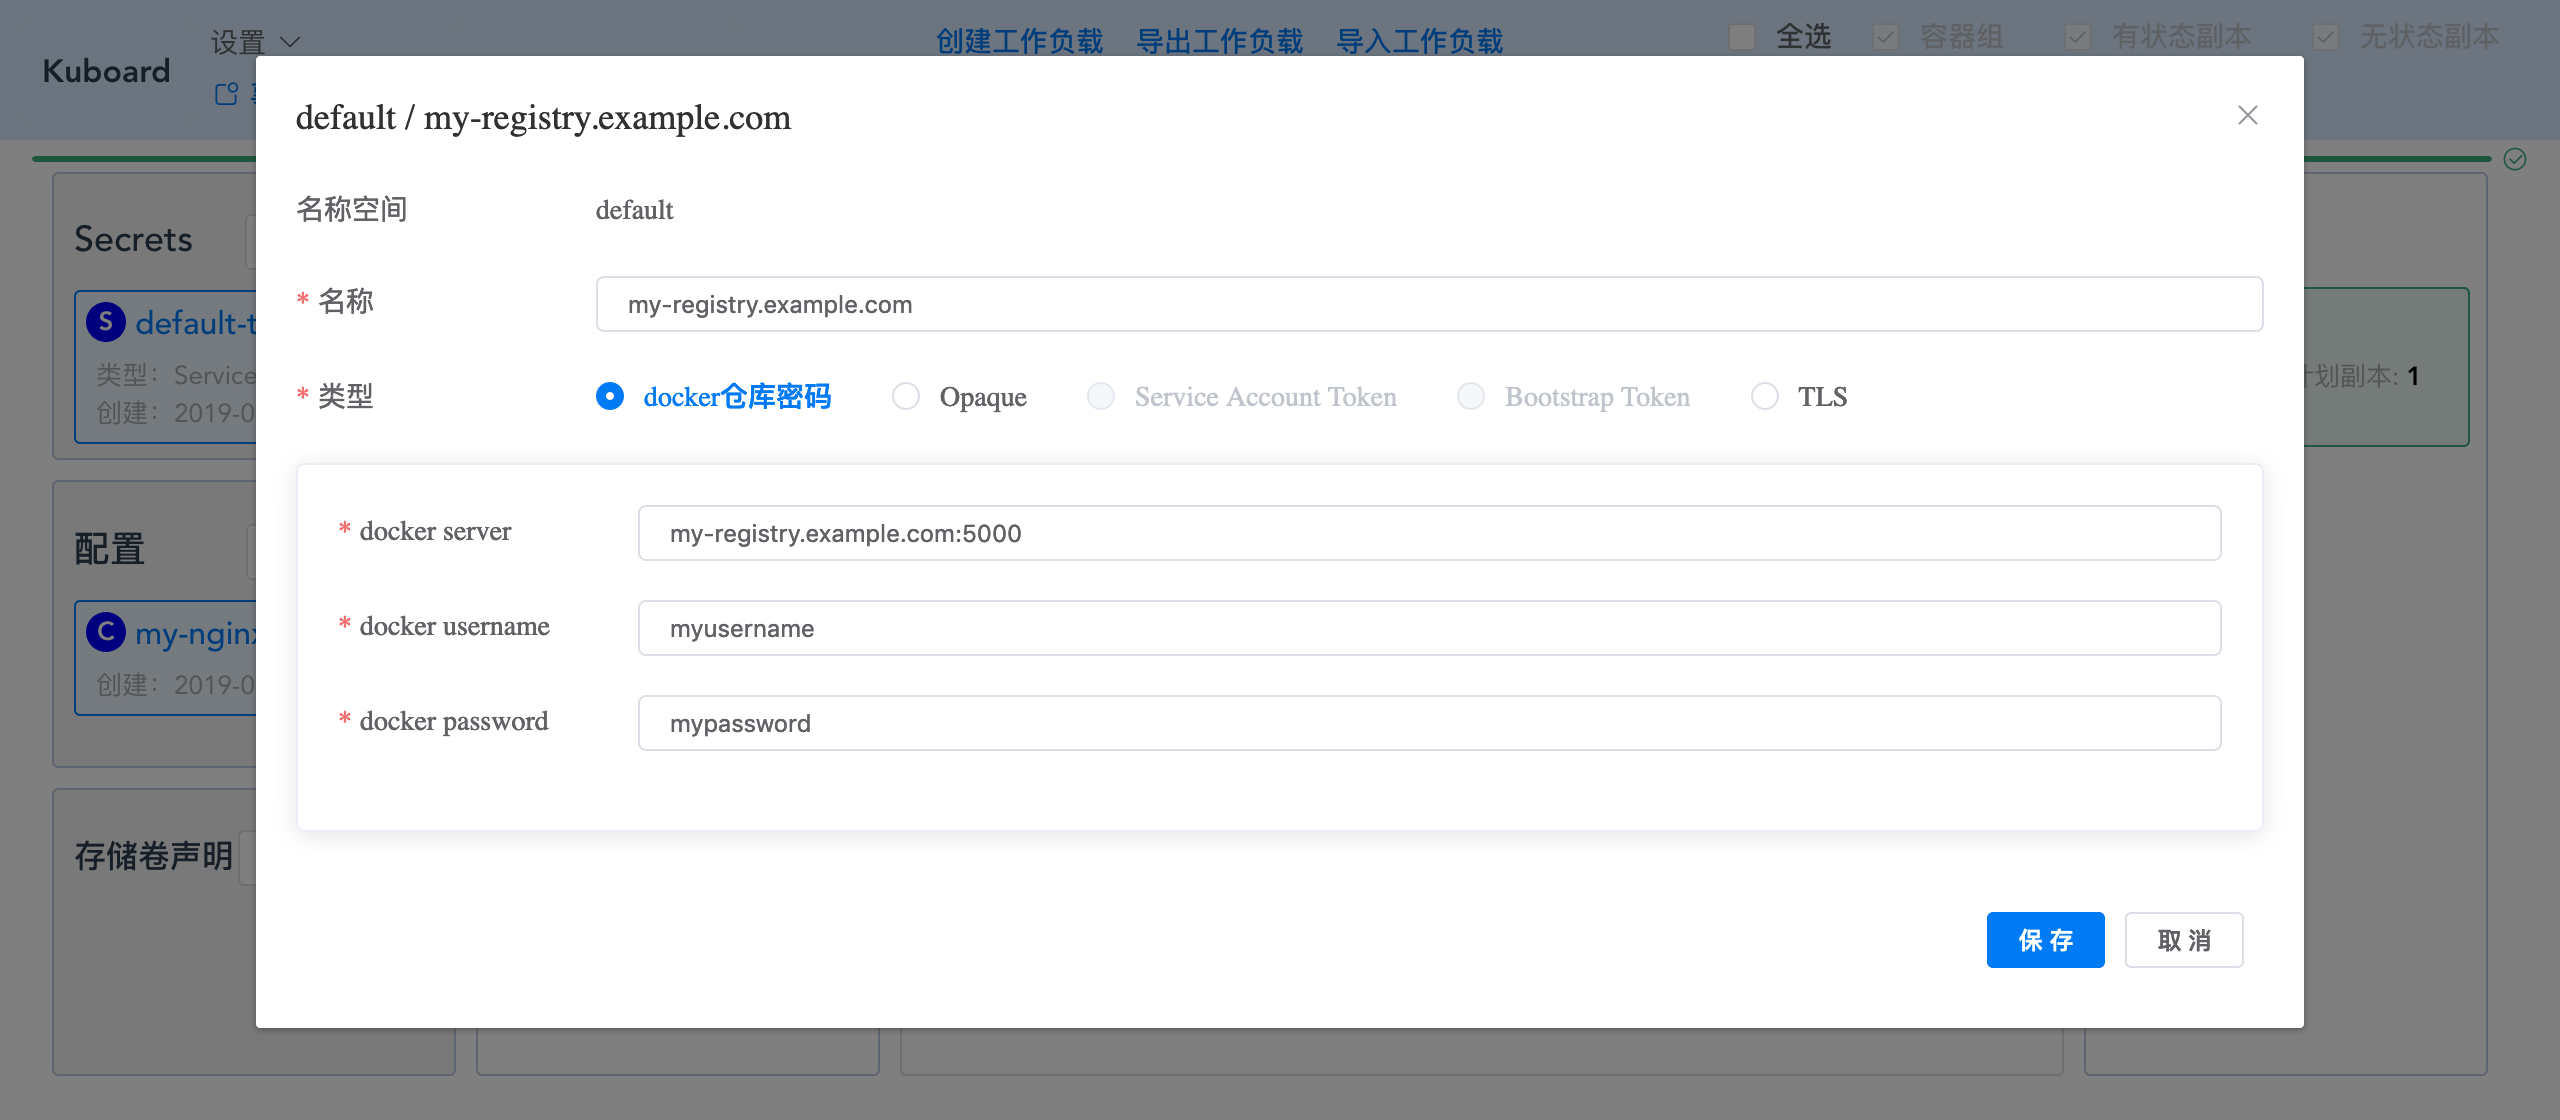 Kuboard
设置
创建工作负载 导出工作负载 导入工作负载
全选 容器组 有状态副本 无状态副本
default / my-registry.example.com
名称空间 default
* 名称 my-registry.example.com
* 类型 docker仓库密码 Opaque Service Account Token Bootstrap Token TLS
* docker server my-registry.example.com:5000
* docker username myusername
* docker password mypassword
保 存 取 消
Secrets
S default-t
类型: Service
创建: 2019-0
配置
C my-nginx
创建: 2019-0
存储卷声明
计划副本: 1